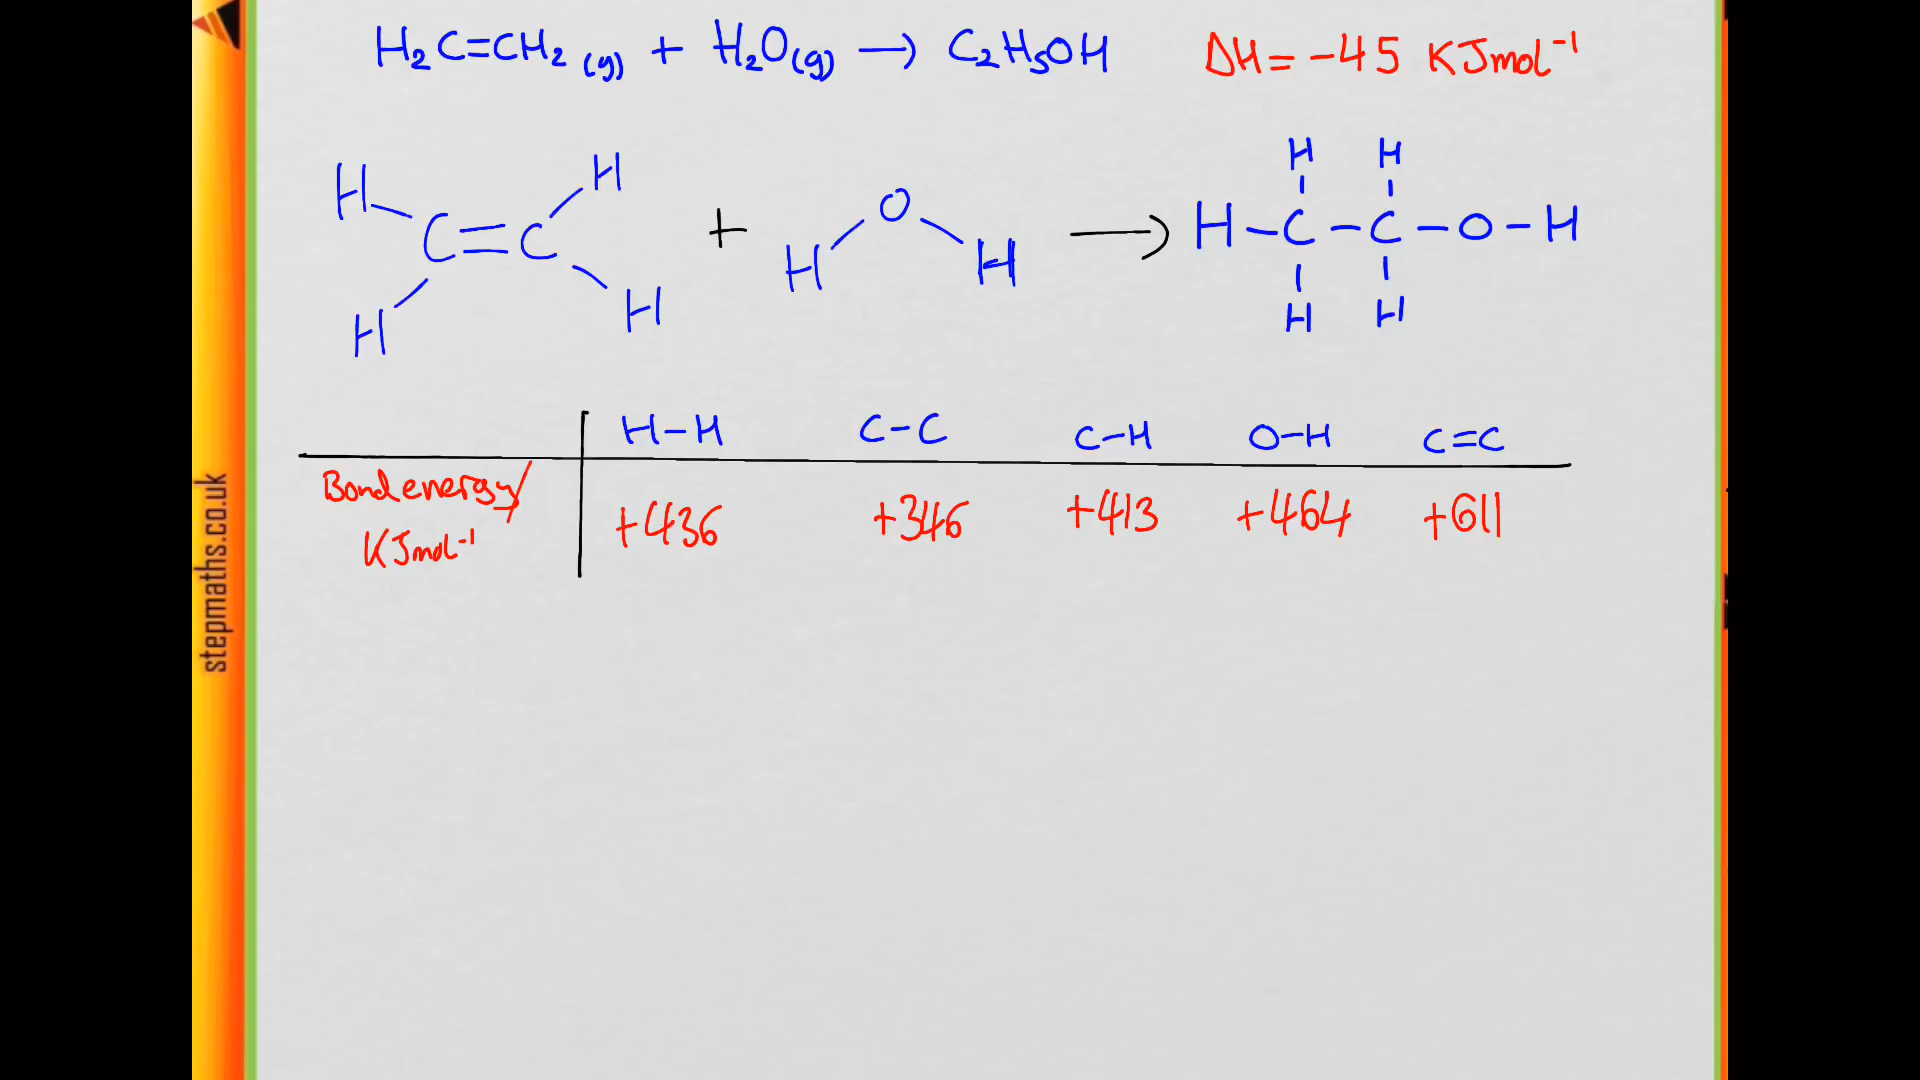 H₂C=CH₂ (g) + H₂O(g) → C₂H₅OH ΔH = -45 KJmol⁻¹
H H H H
H C=C + O → H-C-C-O-H
H H H H H H
H-H C-C C-H O-H C=C
Bond energy/ +436 +346 +413 +464 +611
KJmol⁻¹
stepmaths.co.uk